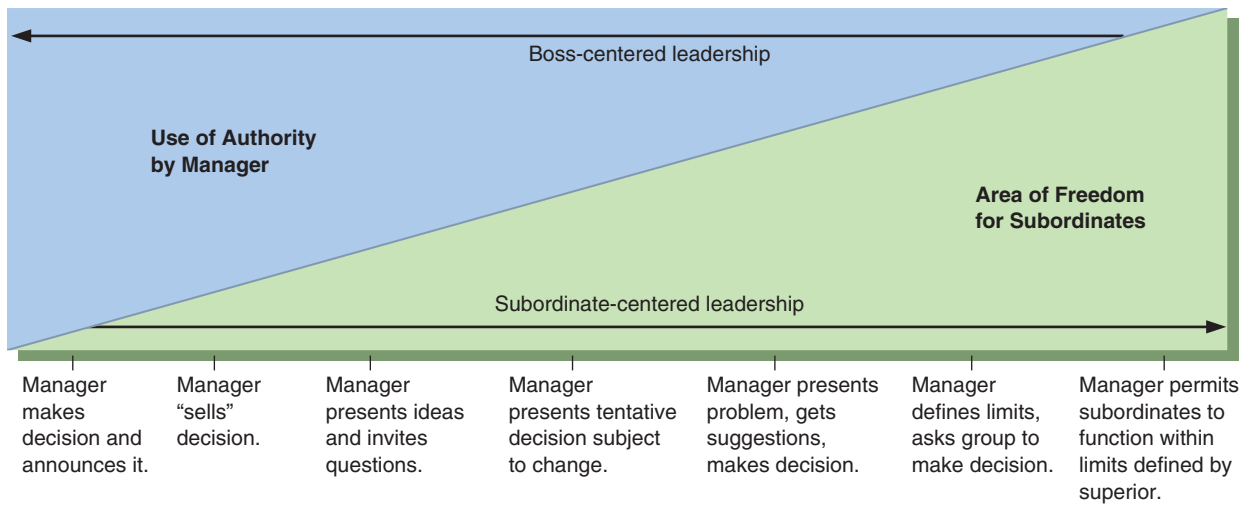 Boss-centered leadership
Use of Authority
by Manager
Area of Freedom
for Subordinates
Subordinate-centered leadership
Manager
makes
decision and
announces it.
Manager
“sells”
decision.
Manager
presents ideas
and invites
questions.
Manager
presents tentative
decision subject
to change.
Manager presents
problem, gets
suggestions,
makes decision.
Manager
defines limits,
asks group to
make decision.
Manager permits
subordinates to
function within
limits defined by
superior.